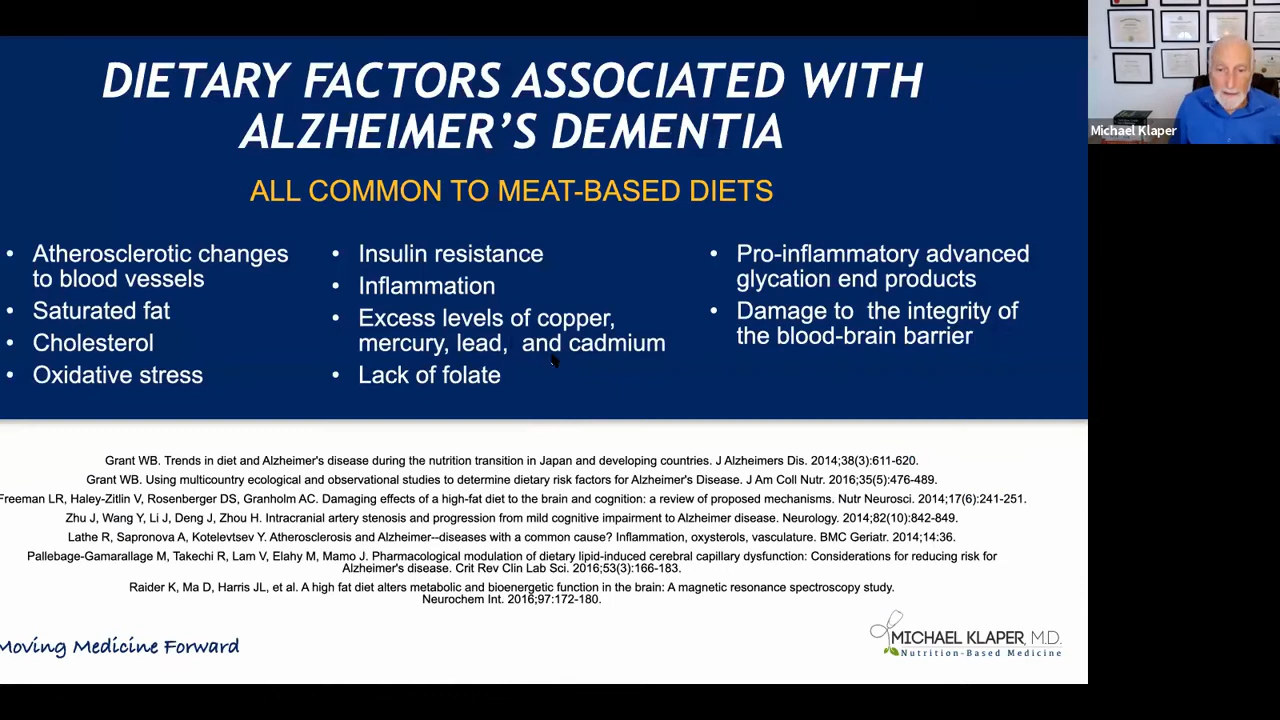 DIETARY FACTORS ASSOCIATED WITH
ALZHEIMER'S DEMENTIA
ALL COMMON TO MEAT-BASED DIETS
• Atherosclerotic changes
to blood vessels
• Saturated fat
• Cholesterol
• Oxidative stress
• Insulin resistance
• Inflammation
• Excess levels of copper,
mercury, lead, and cadmium
• Lack of folate
• Pro-inflammatory advanced
glycation end products
• Damage to the integrity of
the blood-brain barrier
Grant WB. Trends in diet and Alzheimer's disease during the nutrition transition in Japan and developing countries. J Alzheimers Dis. 2014;38(3):611-620.
Grant WB. Using multicountry ecological and observational studies to determine dietary risk factors for Alzheimer's Disease. J Am Coll Nutr. 2016;35(5):476-489.
Freeman LR, Haley-Zitlin V, Rosenberger DS, Granholm AC. Damaging effects of a high-fat diet to the brain and cognition: a review of proposed mechanisms. Nutr Neurosci. 2014;17(6):241-251.
Zhu J, Wang Y, Li J, Deng J, Zhou H. Intracranial artery stenosis and progression from mild cognitive impairment to Alzheimer disease. Neurology. 2014;82(10):842-849.
Lathe R, Sapronova A, Kotelevtsev Y. Atherosclerosis and Alzheimer--diseases with a common cause? Inflammation, oxysterols, vasculature. BMC Geriatr. 2014;14:36.
Pallebage-Gamarallage M, Takechi R, Lam V, Elahy M, Mamo J. Pharmacological modulation of dietary lipid-induced cerebral capillary dysfunction: Considerations for reducing risk for
Alzheimer's disease. Crit Rev Clin Lab Sci. 2016;53(3):166-183.
Raider K, Ma D, Harris JL, et al. A high fat diet alters metabolic and bioenergetic function in the brain: A magnetic resonance spectroscopy study.
Neurochem Int. 2016;97:172-180.
Moving Medicine Forward
MICHAEL KLAPER, M.D.
Nutrition-Based Medicine
Michael Klaper